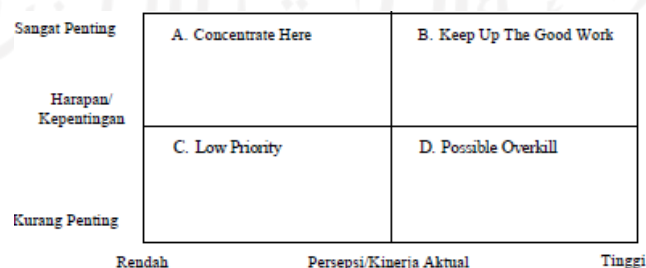 Sangat Penting
A. Concentrate Here
B. Keep Up The Good Work
Harapan/
Kepentingan
C. Low Priority
D. Possible Overkill
Kurang Penting
Rendah
Persepsi/Kinerja Aktual
Tinggi